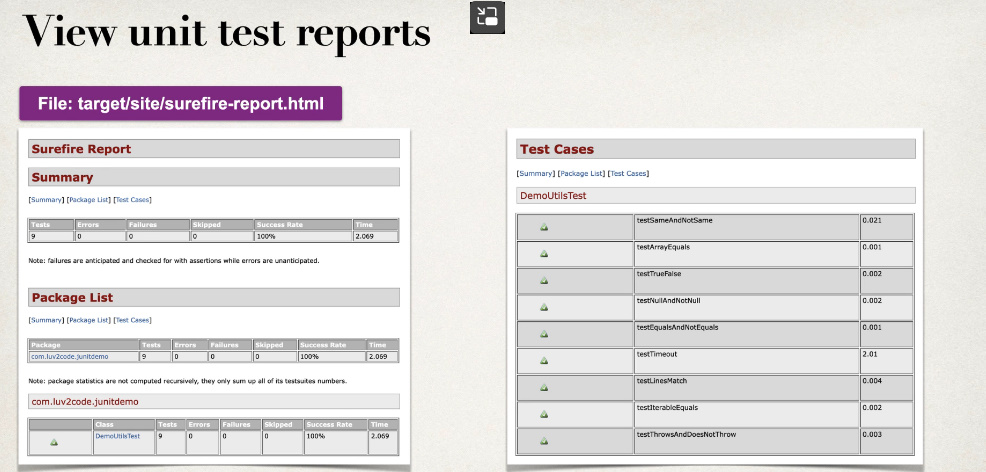 View unit test reports
File: target/site/surefire-report.html
Surefire Report
Summary
[Summary] [Package List] [Test Cases]
Tests Errors Failures Skipped Success Rate Time
9 0 0 0 100% 2.069
Note: failures are anticipated and checked for with assertions while errors are unanticipated.
Package List
[Summary] [Package List] [Test Cases]
Package Tests Errors Failures Skipped Success Rate Time
com.luv2code.junitdemo 9 0 0 0 100% 2.069
Note: package statistics are not computed recursively, they only sum up all of its testsuites numbers.
com.luv2code.junitdemo
Class Tests Errors Failures Skipped Success Rate Time
DemoUtilsTest 9 0 0 0 100% 2.069
Test Cases
[Summary] [Package List] [Test Cases]
DemoUtilsTest
testSameAndNotSame 0.021
testArrayEquals 0.001
testTrueFalse 0.002
testNullAndNotNull 0.002
testEqualsAndNotEquals 0.001
testTimeout 2.01
testLinesMatch 0.004
testIterableEquals 0.002
testThrowsAndDoesNotThrow 0.003